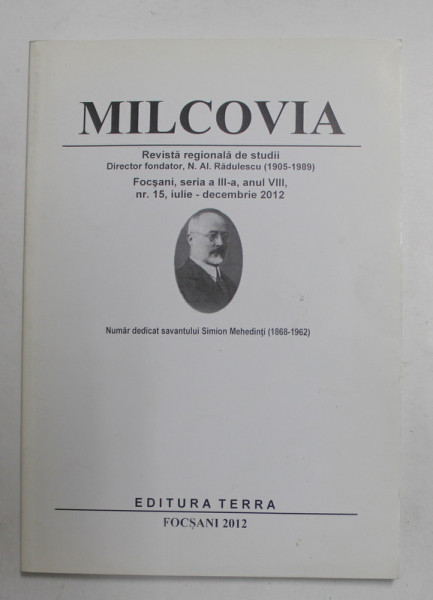 MILCOVIA
Revistă regională de studii
Director fondator, N. Al. Rădulescu (1905-1989)
Focşani, seria a III-a, anul VIII,
nr. 15, iulie - decembrie 2012
Număr dedicat savantului Simion Mehedinţi (1868-1962)
EDITURA TERRA
FOCŞANI 2012